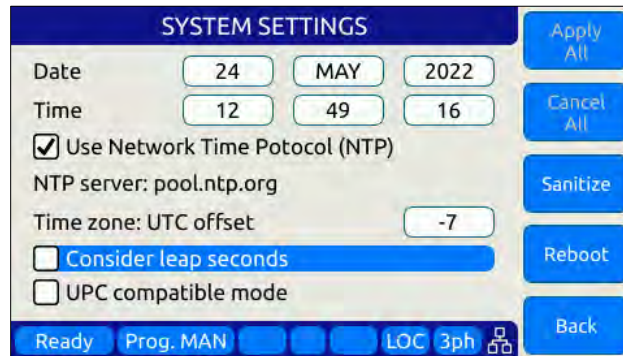 SYSTEM SETTINGS
Date 24 MAY 2022
Time 12 49 16
Use Network Time Potocol (NTP)
NTP server: pool.ntp.org
Time zone: UTC offset -7
Consider leap seconds
UPC compatible mode
Ready Prog. MAN LOC 3ph
Apply
All
Cancel
All
Sanitize
Reboot
Back